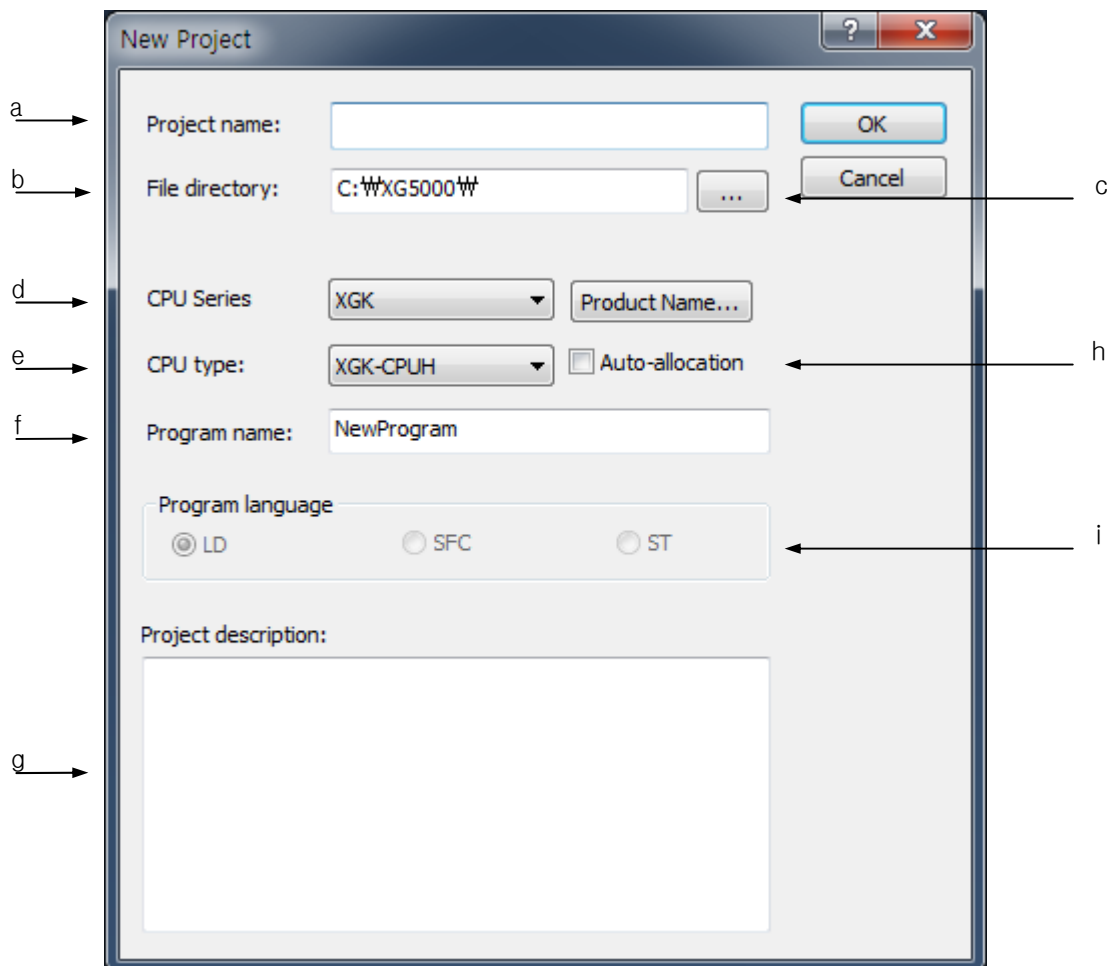 New Project
?
a
Project name:
OK
b
File directory:
C:₩XG5000₩
...
Cancel
c
d
CPU Series
XGK
Product Name...
e
CPU type:
XGK-CPUH
Auto-allocation
h
f
Program name:
NewProgram
Program language
LD
SFC
ST
i
Project description:
g